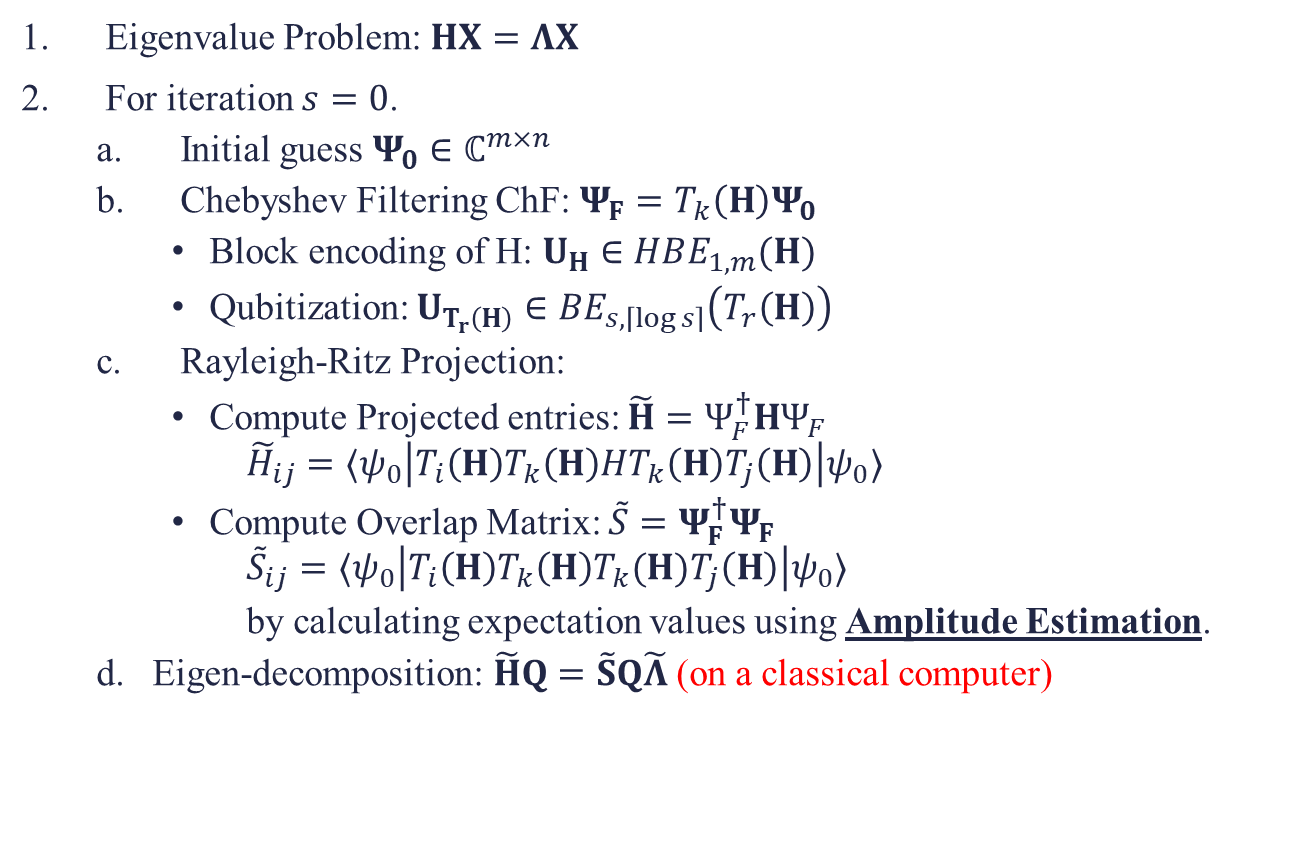 1. Eigenvalue Problem: 𝐇𝐗 = 𝚲𝐗
2. For iteration 𝑠 = 0.
a. Initial guess 𝚿₀ ∈ ℂ^{𝑚×𝑛}
b. Chebyshev Filtering ChF: 𝚿_𝐅 = 𝑇_𝑘(𝐇)𝚿₀
• Block encoding of H: 𝐔_𝐇 ∈ 𝐻𝐵𝐸_{1,𝑚}(𝐇)
• Qubitization: 𝐔_{𝐓_𝐫(𝐇)} ∈ 𝐵𝐸_{𝑠,⌈log 𝑠⌉}(𝑇_𝑟(𝐇))
c. Rayleigh-Ritz Projection:
• Compute Projected entries: 𝐇̃ = Ψ_𝐹^†𝐇Ψ_𝐹
𝐻̃_{𝑖𝑗} = ⟨𝜓₀|𝑇_𝑖(𝐇)𝑇_𝑘(𝐇)𝐻𝑇_𝑘(𝐇)𝑇_𝑗(𝐇)|𝜓₀⟩
• Compute Overlap Matrix: 𝑆̃ = 𝚿_𝐅^†𝚿_𝐅
𝑆̃_{𝑖𝑗} = ⟨𝜓₀|𝑇_𝑖(𝐇)𝑇_𝑘(𝐇)𝑇_𝑘(𝐇)𝑇_𝑗(𝐇)|𝜓₀⟩
by calculating expectation values using Amplitude Estimation.
d. Eigen-decomposition: 𝐇̃𝐐 = 𝐒̃𝐐𝚲̃ (on a classical computer)